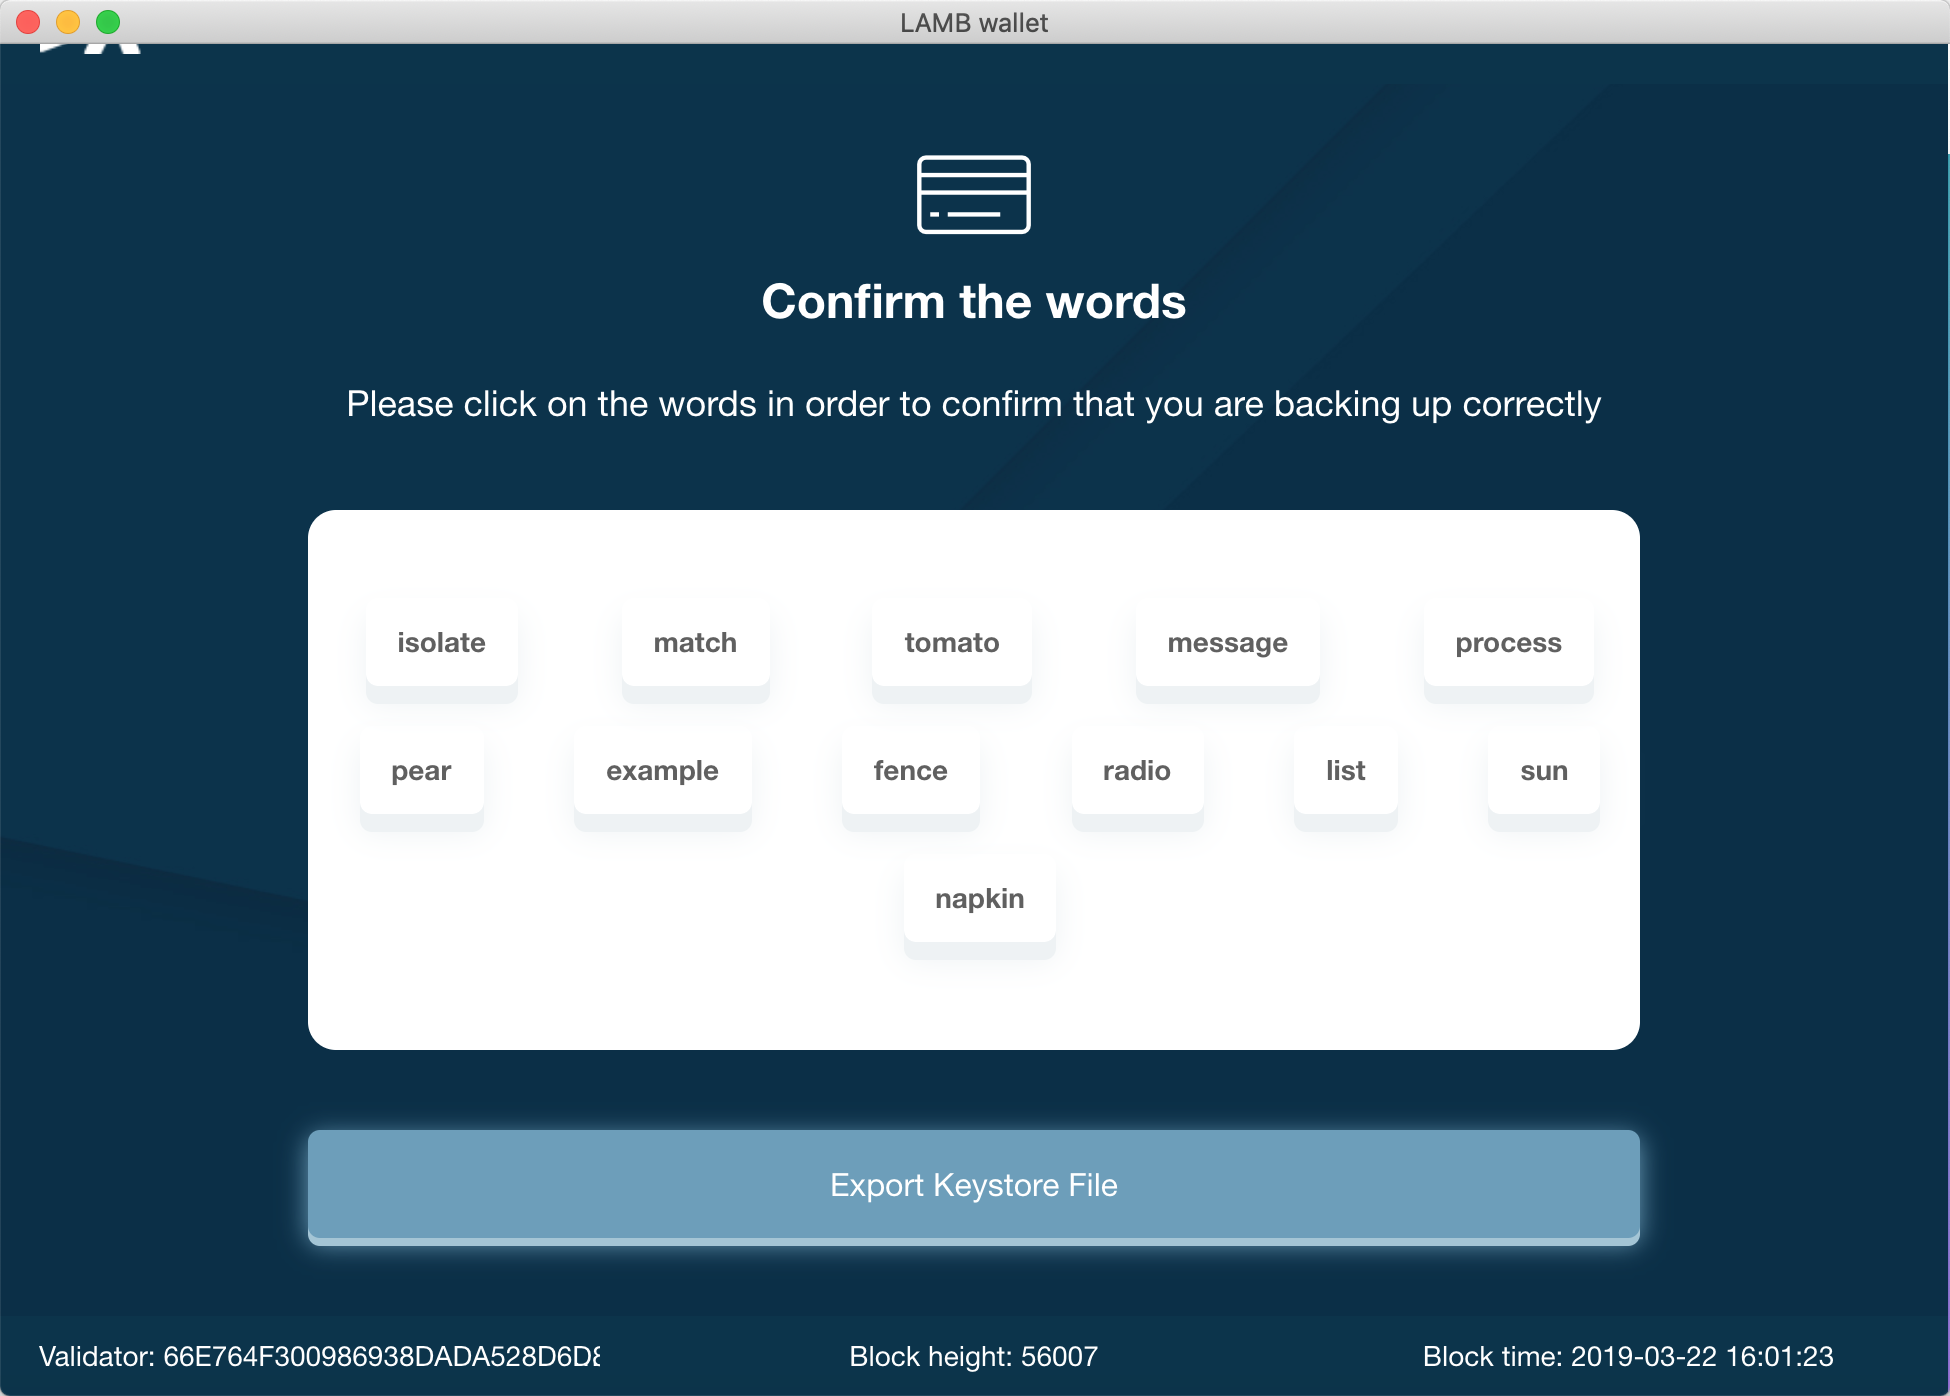 LAMB wallet
Confirm the words
Please click on the words in order to confirm that you are backing up correctly
isolate match tomato message process
pear example fence radio list sun
napkin
Export Keystore File
Validator: 66E764F300986938DADA528D6D Block height: 56007 Block time: 2019-03-22 16:01:23